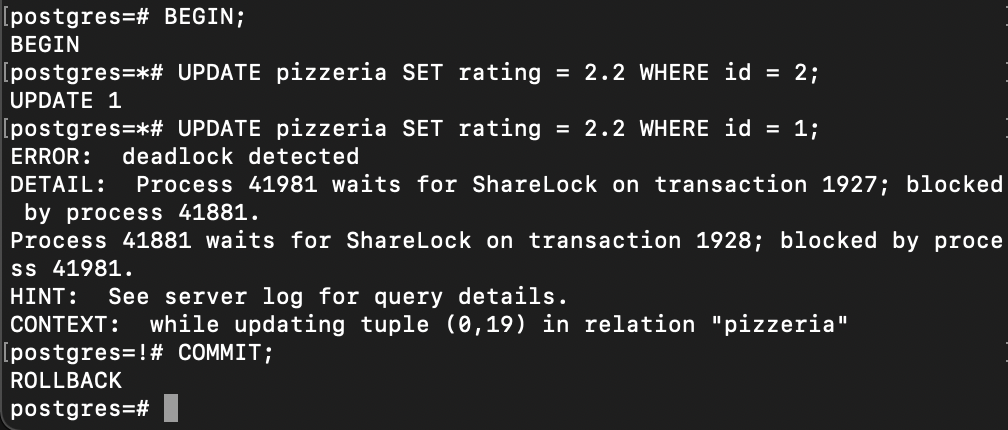 [postgres=# BEGIN;
BEGIN
[postgres=*# UPDATE pizzeria SET rating = 2.2 WHERE id = 2;
UPDATE 1
[postgres=*# UPDATE pizzeria SET rating = 2.2 WHERE id = 1;
ERROR:  deadlock detected
DETAIL:  Process 41981 waits for ShareLock on transaction 1927; blocked
 by process 41881.
Process 41881 waits for ShareLock on transaction 1928; blocked by proce
ss 41981.
HINT:  See server log for query details.
CONTEXT:  while updating tuple (0,19) in relation "pizzeria"
[postgres=!# COMMIT;
ROLLBACK
postgres=#